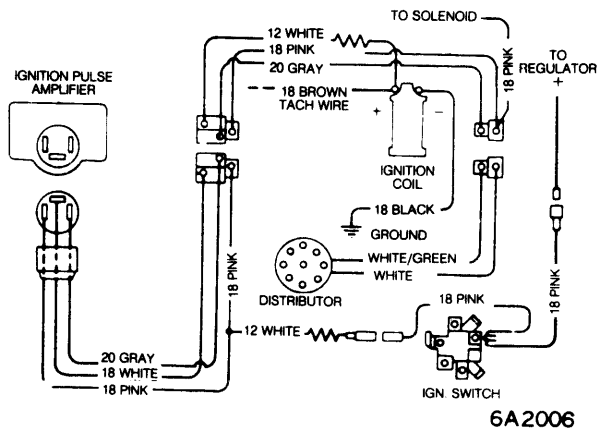 TO SOLENOID
12 WHITE
18 PINK
20 GRAY
18 BROWN
TACH WIRE
18 PINK
TO
REGULATOR
+
IGNITION PULSE
AMPLIFIER
+
−
IGNITION
COIL
18 BLACK
GROUND
WHITE/GREEN
WHITE
DISTRIBUTOR
18 PINK
18 PINK
18 PINK
12 WHITE
20 GRAY
18 WHITE
18 PINK
IGN. SWITCH
6A2006